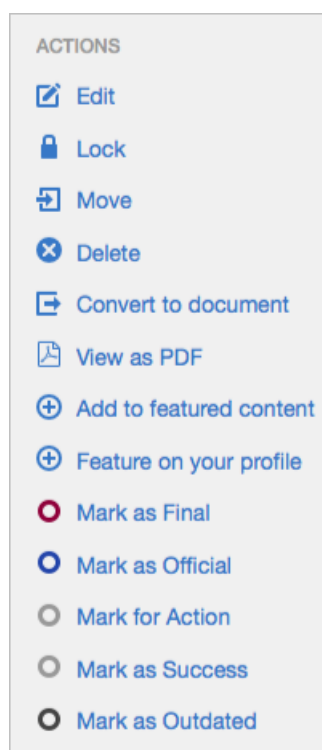 ACTIONS
Edit
Lock
Move
Delete
Convert to document
View as PDF
Add to featured content
Feature on your profile
Mark as Final
Mark as Official
Mark for Action
Mark as Success
Mark as Outdated